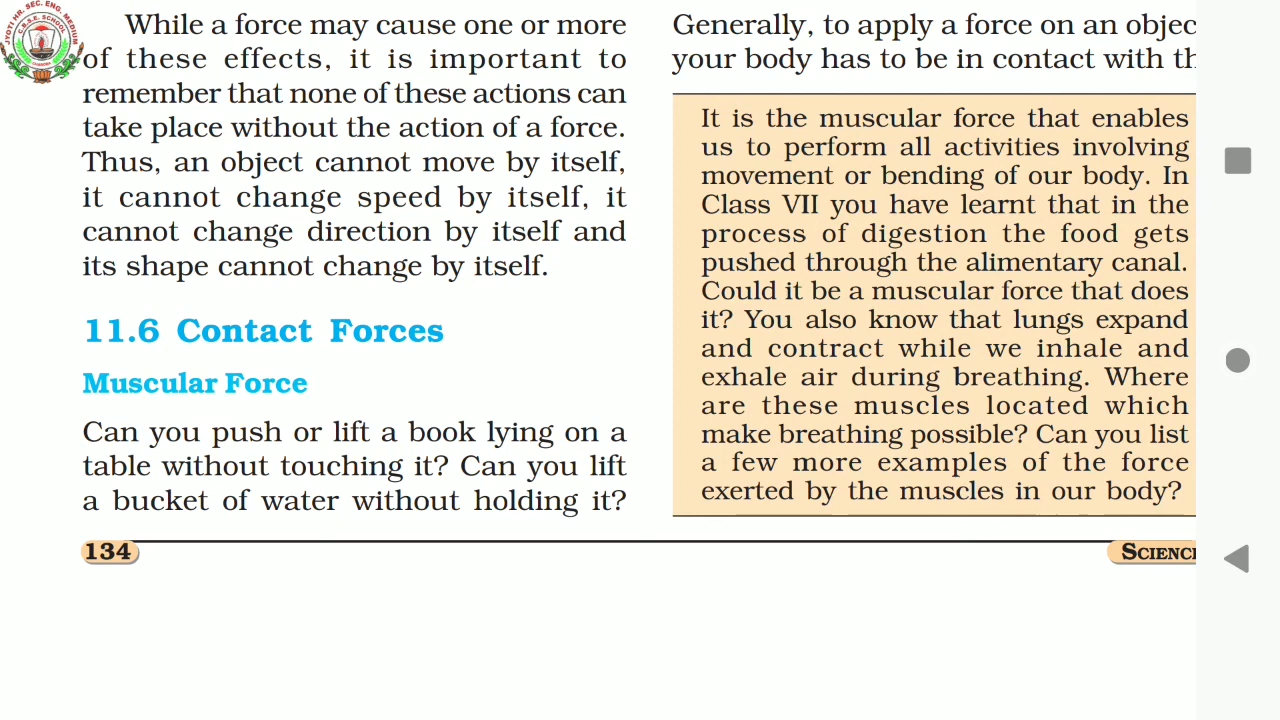 JYOTI HR. SEC. ENG. MEDIUM
C.B.S.E. SCHOOL
While a force may cause one or more
of these effects, it is important to
remember that none of these actions can
take place without the action of a force.
Thus, an object cannot move by itself,
it cannot change speed by itself, it
cannot change direction by itself and
its shape cannot change by itself.
11.6 Contact Forces
Muscular Force
Can you push or lift a book lying on a
table without touching it? Can you lift
a bucket of water without holding it?
134
Generally, to apply a force on an objec
your body has to be in contact with th
It is the muscular force that enables
us to perform all activities involving
movement or bending of our body. In
Class VII you have learnt that in the
process of digestion the food gets
pushed through the alimentary canal.
Could it be a muscular force that does
it? You also know that lungs expand
and contract while we inhale and
exhale air during breathing. Where
are these muscles located which
make breathing possible? Can you list
a few more examples of the force
exerted by the muscles in our body?
SCIENC